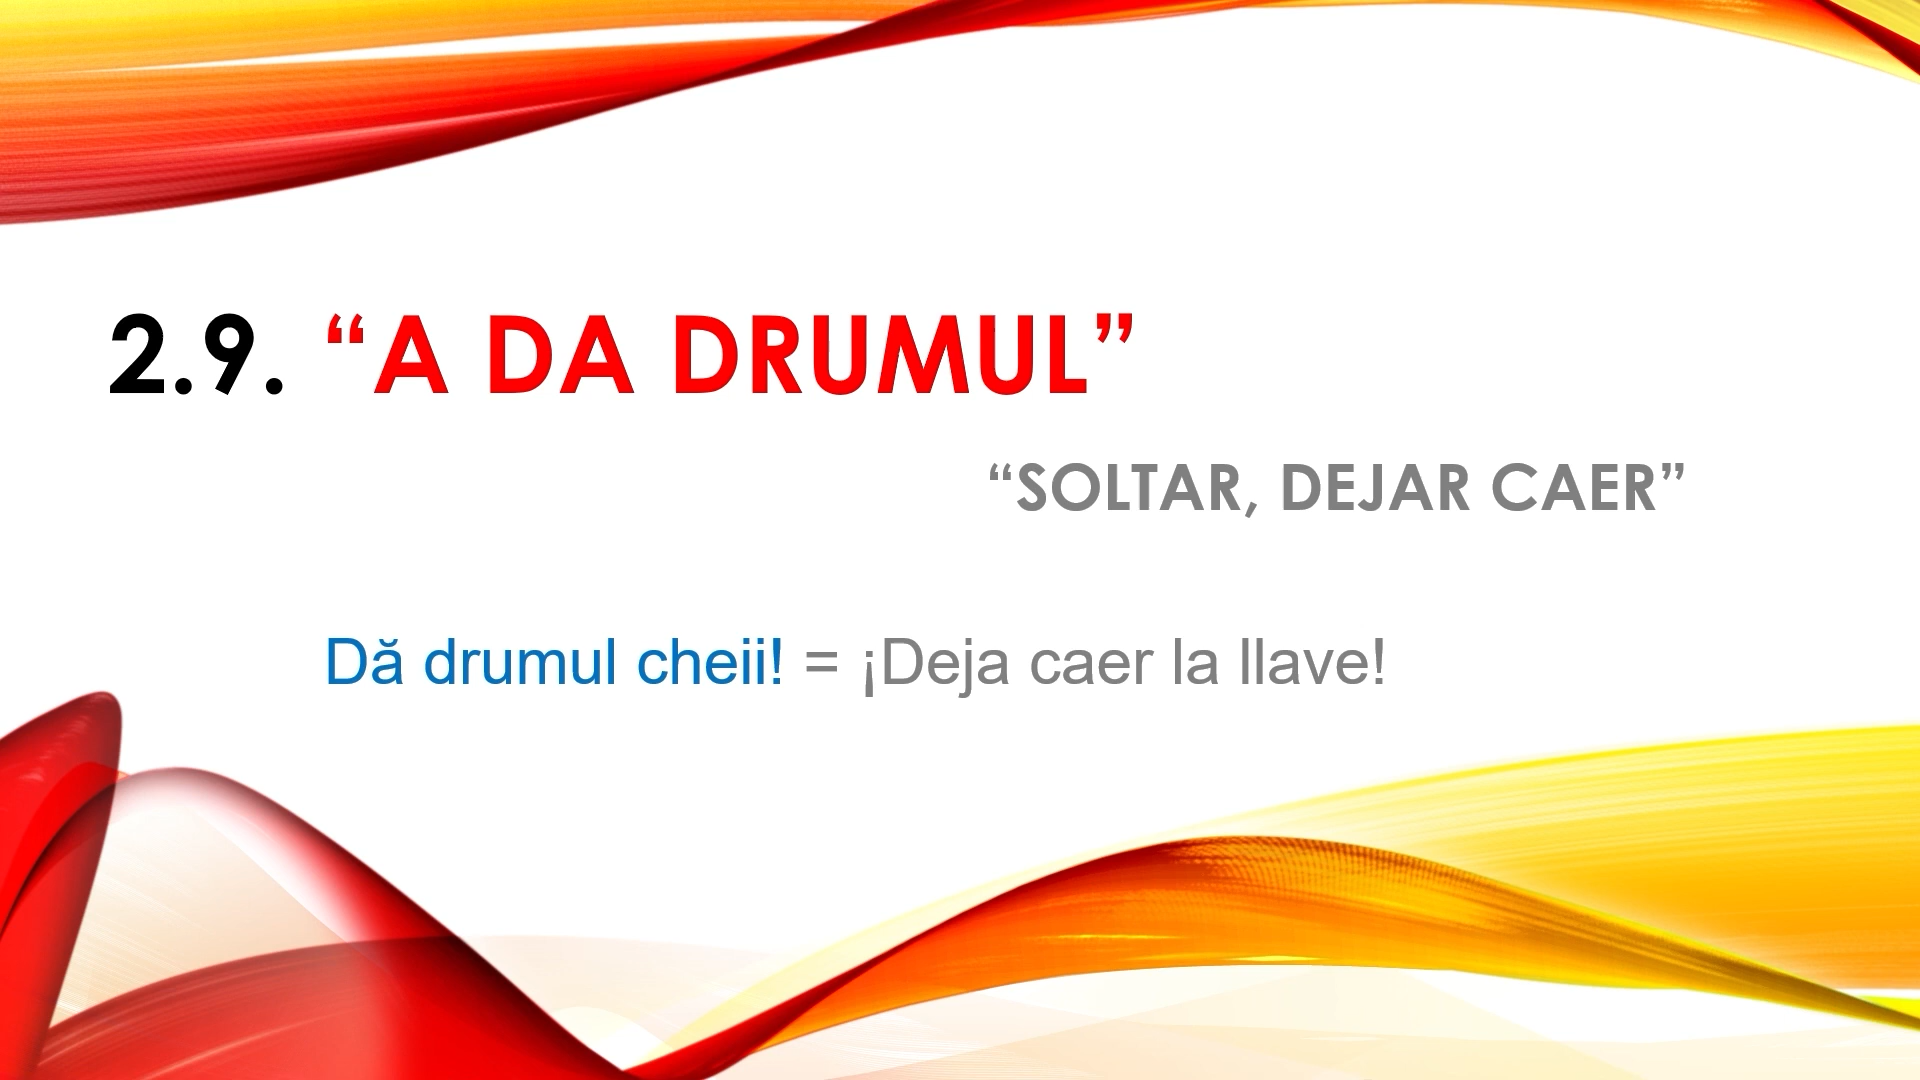 2.9. “A DA DRUMUL”
“SOLTAR, DEJAR CAER”
Dă drumul cheii! = ¡Deja caer la llave!